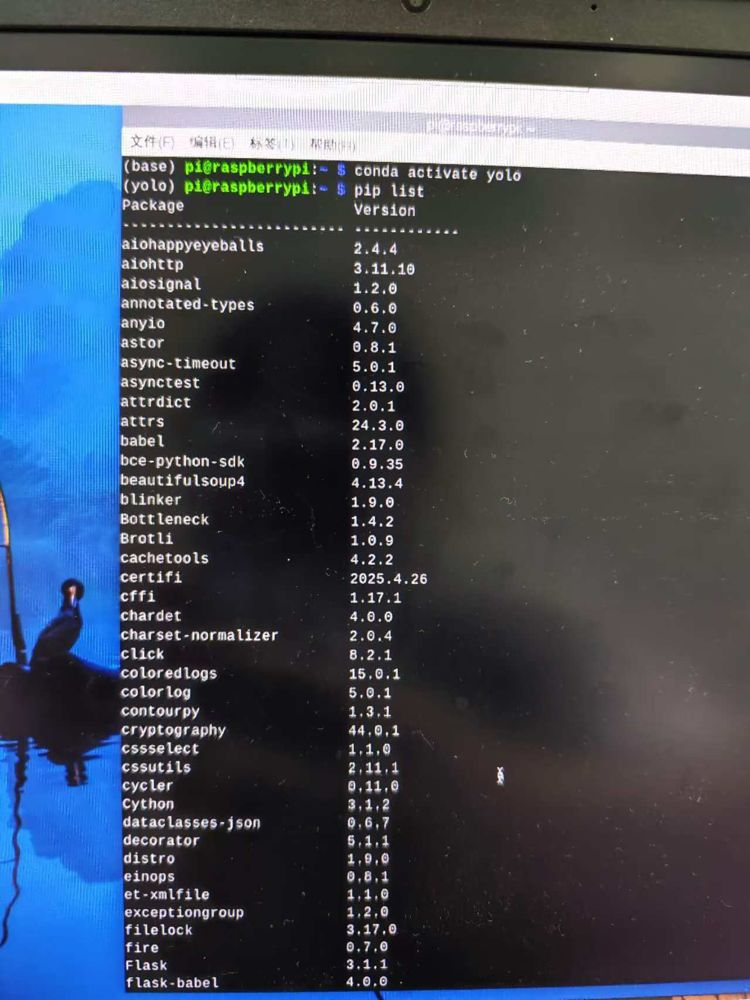 pi@raspberrypi: ~
文件(F) 编辑(E) 标签(T) 帮助(H)
(base) pi@raspberrypi:~ $ conda activate yolo
(yolo) pi@raspberrypi:~ $ pip list
Package Version
------------------------- ------------
aiohappyeyeballs 2.4.4
aiohttp 3.11.10
aiosignal 1.2.0
annotated-types 0.6.0
anyio 4.7.0
astor 0.8.1
async-timeout 5.0.1
asynctest 0.13.0
attrdict 2.0.1
attrs 24.3.0
babel 2.17.0
bce-python-sdk 0.9.35
beautifulsoup4 4.13.4
blinker 1.9.0
Bottleneck 1.4.2
Brotli 1.0.9
cachetools 4.2.2
certifi 2025.4.26
cffi 1.17.1
chardet 4.0.0
charset-normalizer 2.0.4
click 8.2.1
coloredlogs 15.0.1
colorlog 5.0.1
contourpy 1.3.1
cryptography 44.0.1
cssselect 1.1.0
cssutils 2.11.1
cycler 0.11.0
Cython 3.1.2
dataclasses-json 0.6.7
decorator 5.1.1
distro 1.9.0
einops 0.8.1
et-xmlfile 1.1.0
exceptiongroup 1.2.0
filelock 3.17.0
fire 0.7.0
Flask 3.1.1
flask-babel 4.0.0